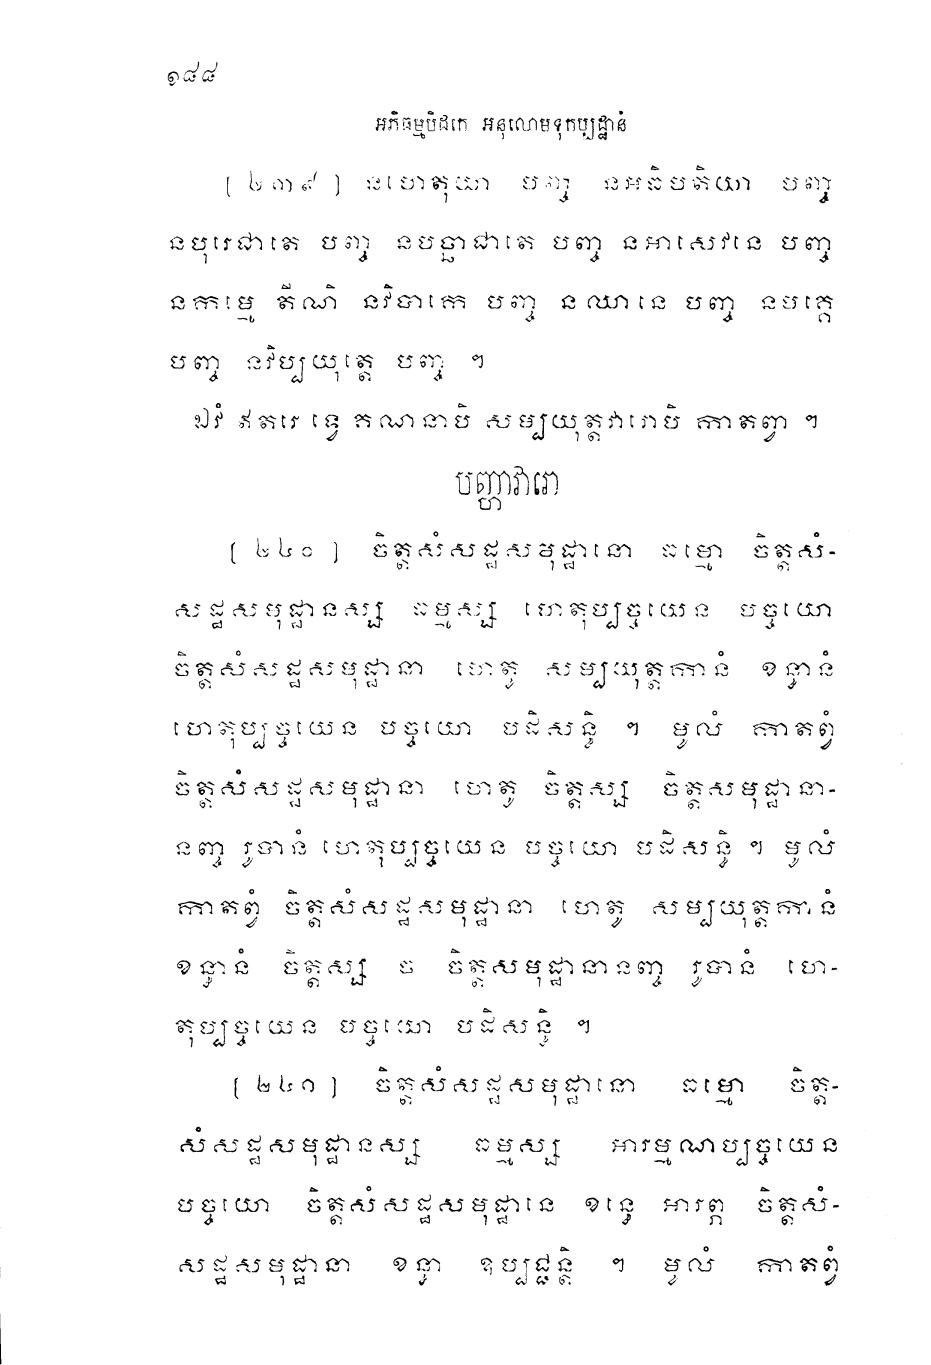 ១៨៨
អភិធម្មបិដកេ អនុលោមទុកប្បដ្ឋានំ
[ ២៣៩ ] នហេតុយា បញ្ច នអធិបតិយា បញ្ច
នបុរេជាតេ បញ្ច នបច្ឆាជាតេ បញ្ច នអាសេវនេ បញ្ច
នកម្មេ តីណិ នវិបាកេ បញ្ច នឈានេ បញ្ច នមគ្គេ
បញ្ច នវិប្បយុត្តេ បញ្ច ។
ឯវំ ឥតរេ ទ្វេ គណនាបិ សម្បយុត្តវារោបិ កាតព្វា ។
បញ្ហាវារោ
[ ២៤០ ] ចិត្តសំសដ្ឋសមុដ្ឋានោ ធម្មោ ចិត្តសំ-
សដ្ឋសមុដ្ឋានស្ស ធម្មស្ស ហេតុប្បច្ចយេន បច្ចយោ
ចិត្តសំសដ្ឋសមុដ្ឋានា ហេតូ សម្បយុត្តកានំ ខន្ធានំ
ហេតុប្បច្ចយេន បច្ចយោ បដិសន្ធិ ។ មូលំ កាតព្វំ
ចិត្តសំសដ្ឋសមុដ្ឋានា ហេតូ ចិត្តស្ស ចិត្តសមុដ្ឋានា-
នញ្ច រូបានំ ហេតុប្បច្ចយេន បច្ចយោ បដិសន្ធិ ។ មូលំ
កាតព្វំ ចិត្តសំសដ្ឋសមុដ្ឋានា ហេតូ សម្បយុត្តកានំ
ខន្ធានំ ចិត្តស្ស ច ចិត្តសមុដ្ឋានានញ្ច រូបានំ ហេ-
តុប្បច្ចយេន បច្ចយោ បដិសន្ធិ ។
[ ២៤១ ] ចិត្តសំសដ្ឋសមុដ្ឋានោ ធម្មោ ចិត្ត-
សំសដ្ឋសមុដ្ឋានស្ស ធម្មស្ស អារម្មណប្បច្ចយេន
បច្ចយោ ចិត្តសំសដ្ឋសមុដ្ឋានេ ខន្ធេ អារព្ភ ចិត្តសំ-
សដ្ឋសមុដ្ឋានា ខន្ធា ឧប្បជ្ជន្តិ ។ មូលំ កាតព្វំ